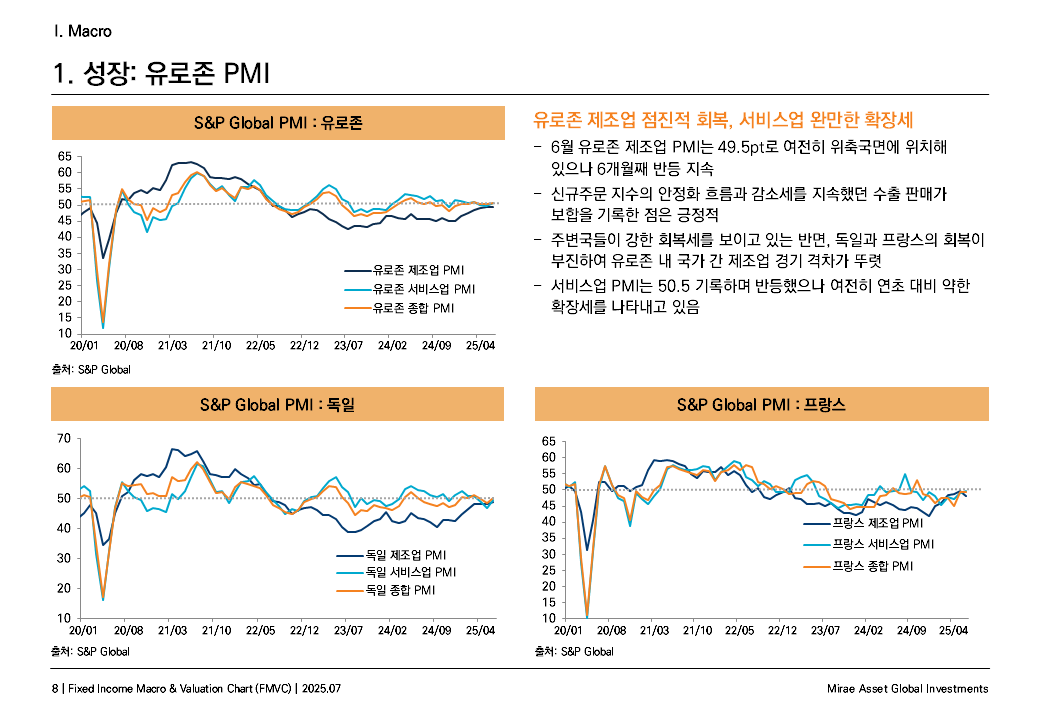 I. Macro
1. 성장: 유로존 PMI
S&P Global PMI : 유로존
65
60
55
50
45
40
35
30
25
20
15
10
20/01 20/08 21/03 21/10 22/05 22/12 23/07 24/02 24/09 25/04
유로존 제조업 PMI
유로존 서비스업 PMI
유로존 종합 PMI
출처: S&P Global
유로존 제조업 점진적 회복, 서비스업 완만한 확장세
– 6월 유로존 제조업 PMI는 49.5pt로 여전히 위축국면에 위치해
있으나 6개월째 반등 지속
– 신규주문 지수의 안정화 흐름과 감소세를 지속했던 수출 판매가
보합을 기록한 점은 긍정적
– 주변국들이 강한 회복세를 보이고 있는 반면, 독일과 프랑스의 회복이
부진하여 유로존 내 국가 간 제조업 경기 격차가 뚜렷
– 서비스업 PMI는 50.5 기록하며 반등했으나 여전히 연초 대비 약한
확장세를 나타내고 있음
S&P Global PMI : 독일
70
60
50
40
30
20
10
20/01 20/08 21/03 21/10 22/05 22/12 23/07 24/02 24/09 25/04
독일 제조업 PMI
독일 서비스업 PMI
독일 종합 PMI
출처: S&P Global
S&P Global PMI : 프랑스
65
60
55
50
45
40
35
30
25
20
15
10
20/01 20/08 21/03 21/10 22/05 22/12 23/07 24/02 24/09 25/04
프랑스 제조업 PMI
프랑스 서비스업 PMI
프랑스 종합 PMI
출처: S&P Global
8 | Fixed Income Macro & Valuation Chart (FMVC) | 2025.07
Mirae Asset Global Investments